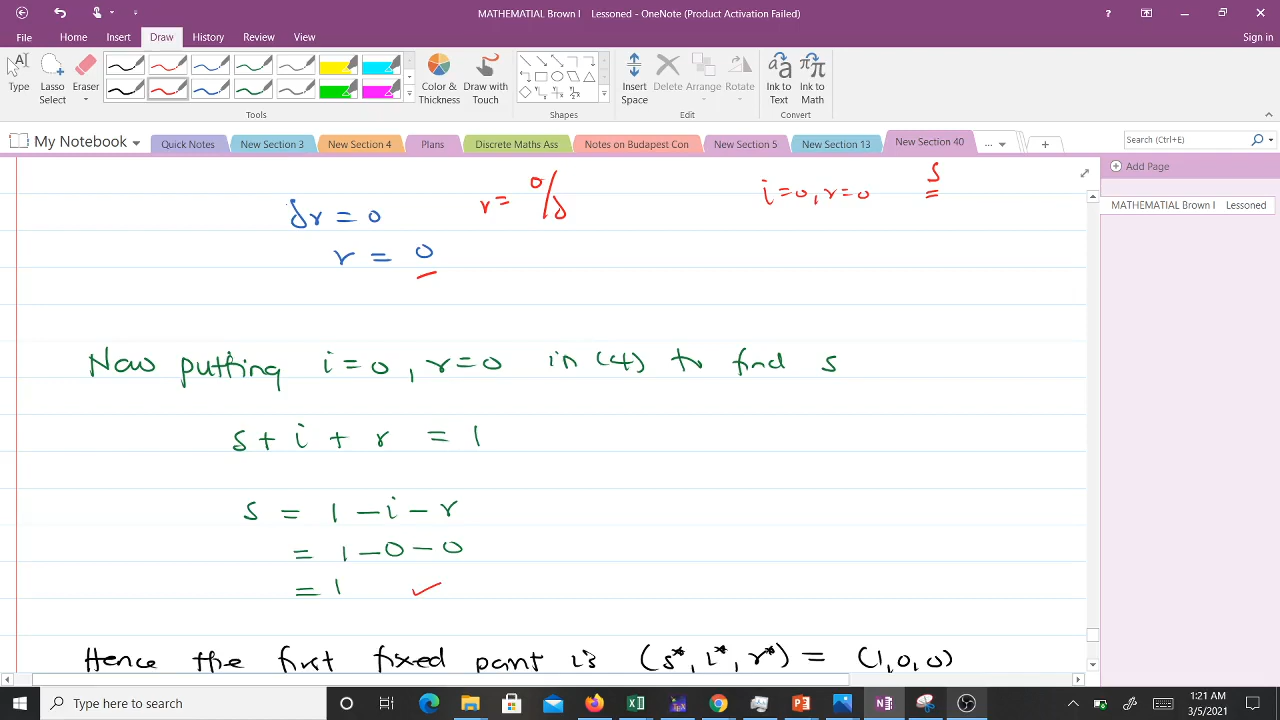 MATHEMATIAL Brown I    Lessoned - OneNote (Product Activation Failed)
File Home Insert Draw History Review View
Sign in
Type Lasso Select Eraser Color & Thickness Draw with Touch Insert Space Delete Arrange Rotate Ink to Text Ink to Math
Tools Shapes Edit Convert
My Notebook Quick Notes New Section 3 New Section 4 Plans Discrete Maths Ass Notes on Budapest Con New Section 5 New Section 13 New Section 40 ... Search (Ctrl+E)
Add Page
MATHEMATIAL Brown I    Lessoned
i=0, r=0 s
δr = 0 r = 0/δ
r = 0
Now putting i=0, r=0 in (4) to find s
s + i + r = 1
s = 1 - i - r
= 1 - 0 - 0
= 1 ✓
Hence the first fixed point is (s*, i*, r*) = (1,0,0)
Type here to search
1:21 AM
3/5/2021